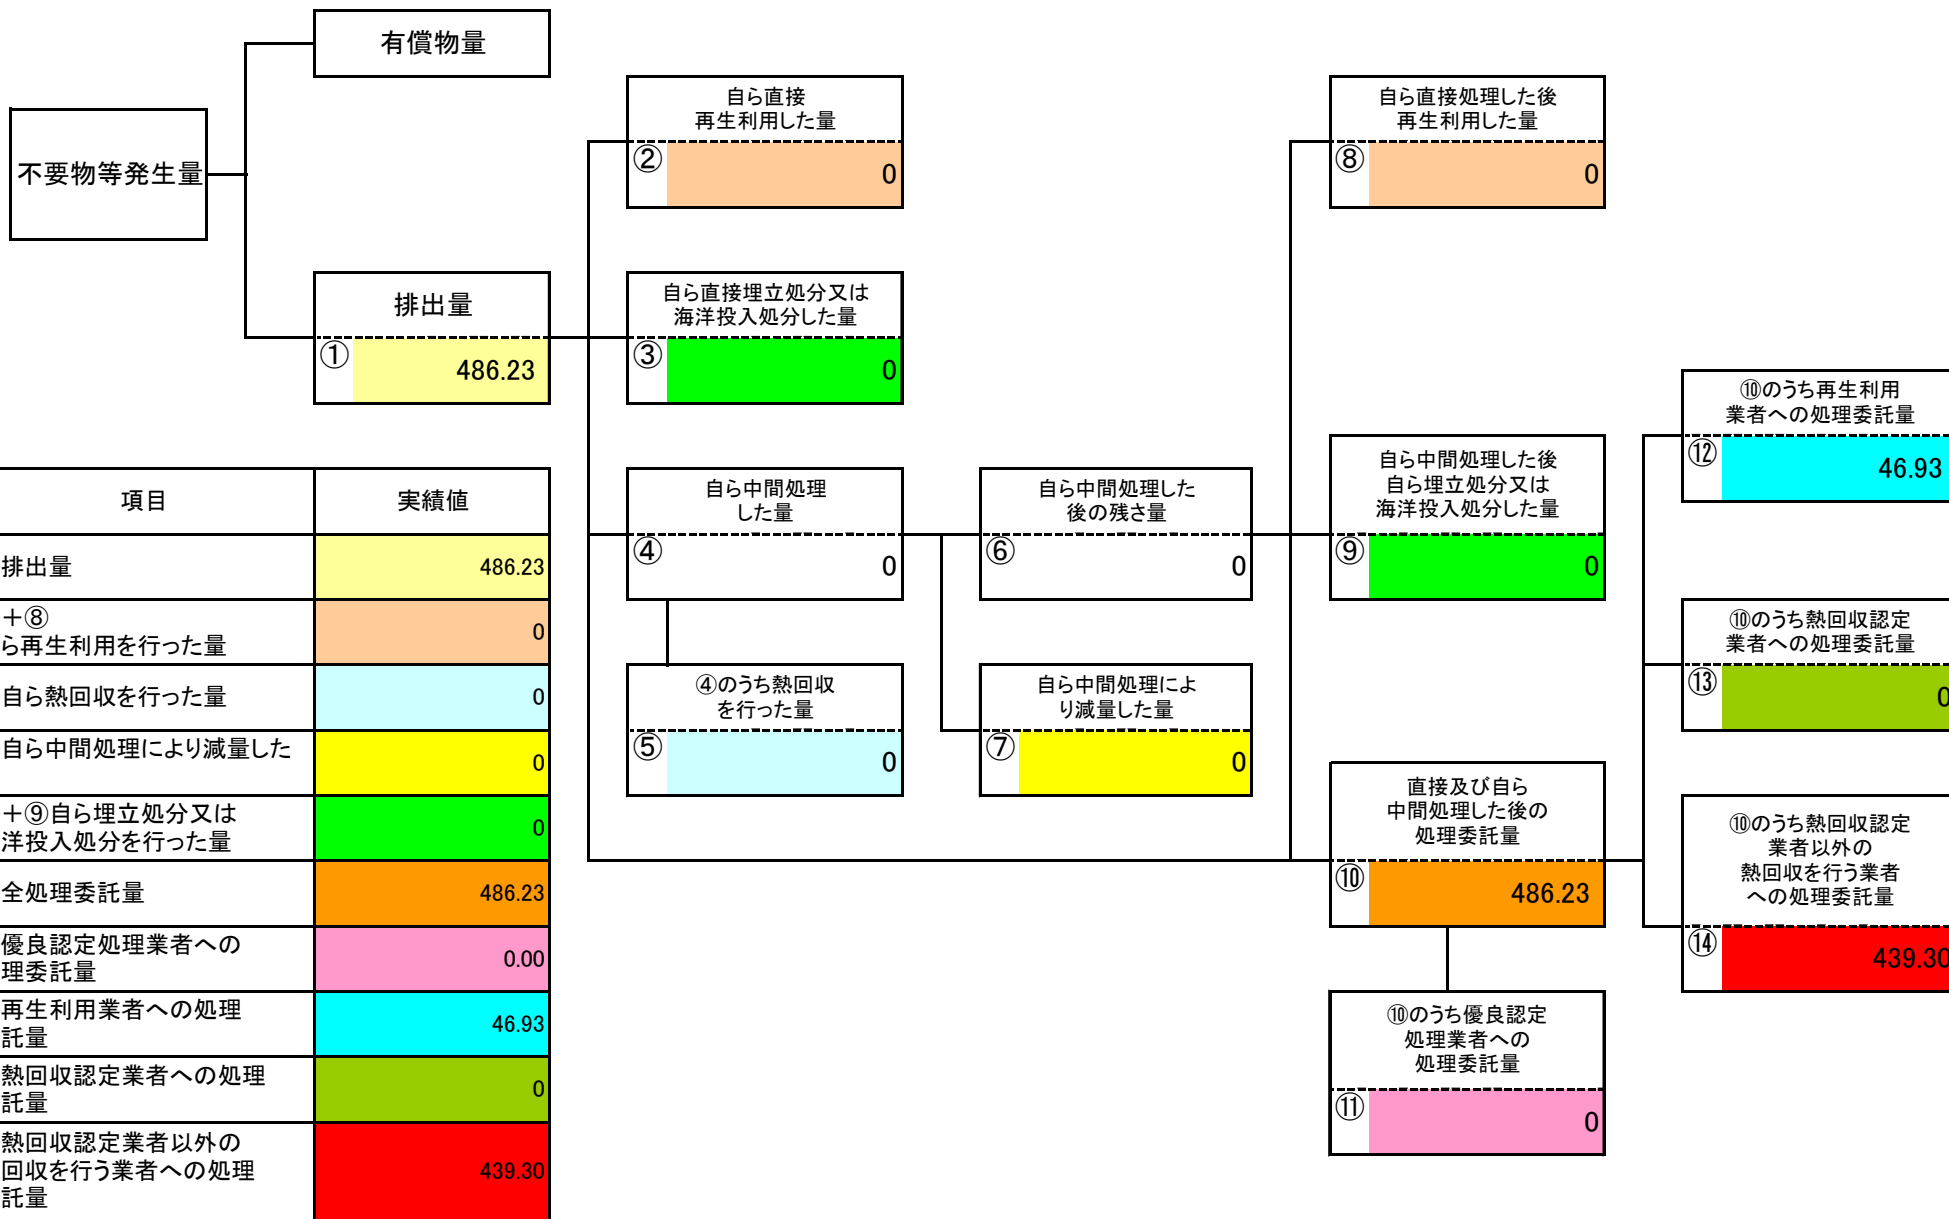 有償物量
不要物等発生量
排出量
①
486.23
自ら直接
再生利用した量
②
0
自ら直接埋立処分又は
海洋投入処分した量
③
0
自ら中間処理
した量
④
0
④のうち熱回収
を行った量
⑤
0
自ら中間処理した
後の残さ量
⑥
0
自ら中間処理によ
り減量した量
⑦
0
自ら直接処理した後
再生利用した量
⑧
0
自ら中間処理した後
自ら埋立処分又は
海洋投入処分した量
⑨
0
直接及び自ら
中間処理した後の
処理委託量
⑩
486.23
⑩のうち優良認定
処理業者への
処理委託量
⑪
0
⑩のうち再生利用
業者への処理委託量
⑫
46.93
⑩のうち熱回収認定
業者への処理委託量
⑬
0
⑩のうち熱回収認定
業者以外の
熱回収を行う業者
への処理委託量
⑭
439.30
項目
実績値
排出量
486.23
＋⑧
ら再生利用を行った量
0
自ら熱回収を行った量
0
自ら中間処理により減量した
0
＋⑨自ら埋立処分又は
洋投入処分を行った量
0
全処理委託量
486.23
優良認定処理業者への
理委託量
0.00
再生利用業者への処理
託量
46.93
熱回収認定業者への処理
託量
0
熱回収認定業者以外の
回収を行う業者への処理
託量
439.30